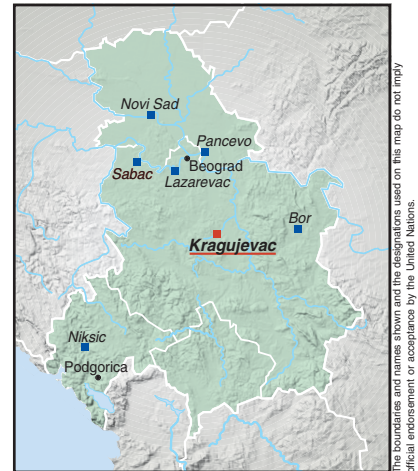 Novi Sad
Pancevo
Beograd
Sabac
Lazarevac
Bor
Kragujevac
Niksic
Podgorica
The boundaries and names shown and the designations used on this map do not imply
official endorsement or acceptance by the United Nations.